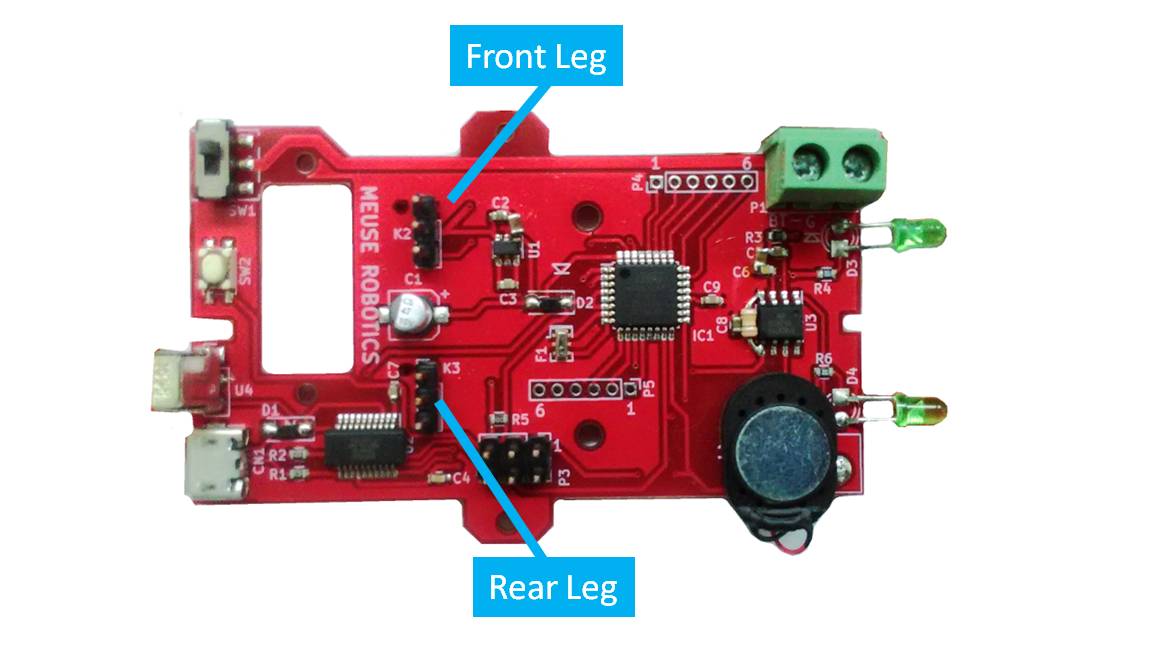 Front Leg
1
6
P4
SW1
P1
BT-G
MEUSE ROBOTICS
K2
C2
U1
R3
C6
D3
SW2
C1
+
C3
D2
C9
R4
IC1
C8
U3
F1
R6
D4
C7
K3
U4
P5
6
1
D1
R5
R2
R1
CN1
1
C4
P3
Rear Leg